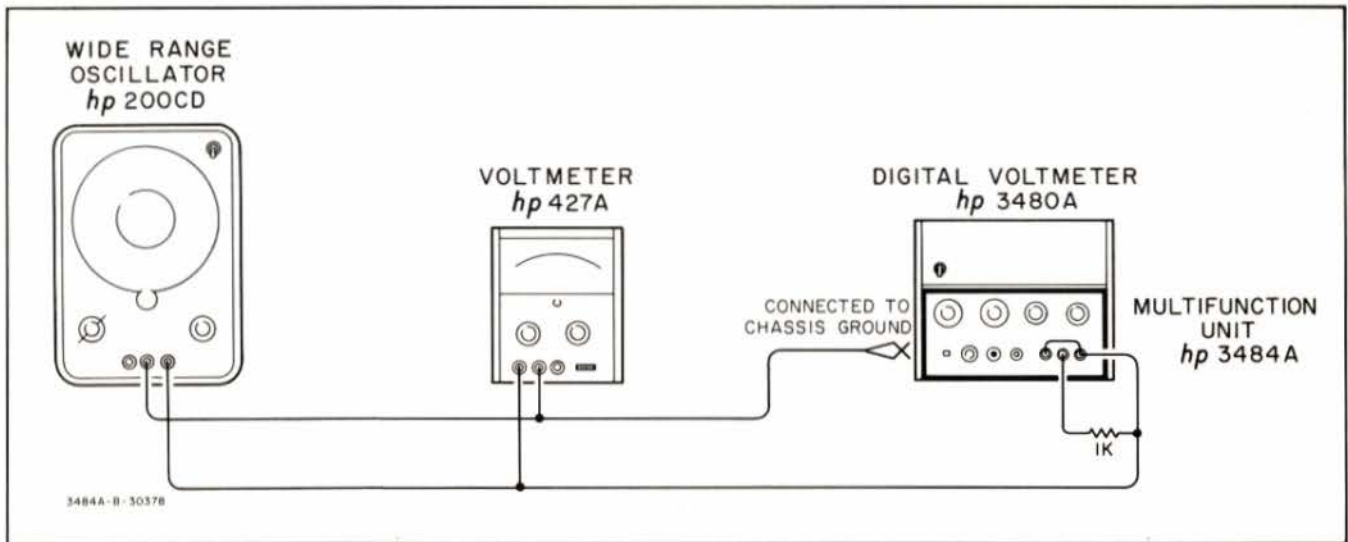 WIDE RANGE
OSCILLATOR
hp 200CD
VOLTMETER
hp 427A
DIGITAL VOLTMETER
hp 3480A
CONNECTED TO
CHASSIS GROUND
MULTIFUNCTION
UNIT
hp 3484A
1K
3484A-B-30378